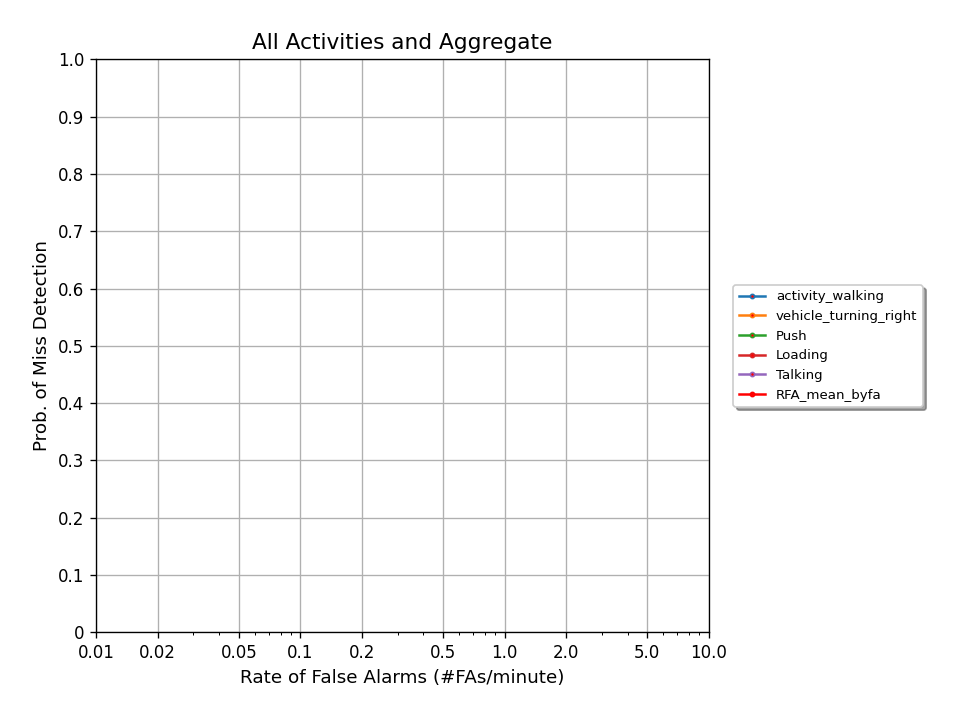 All Activities and Aggregate
1.0
0.9
0.8
0.7
0.6
0.5
0.4
0.3
0.2
0.1
0
Prob. of Miss Detection
0.01 0.02 0.05 0.1 0.2 0.5 1.0 2.0 5.0 10.0
Rate of False Alarms (#FAs/minute)
activity_walking
vehicle_turning_right
Push
Loading
Talking
RFA_mean_byfa